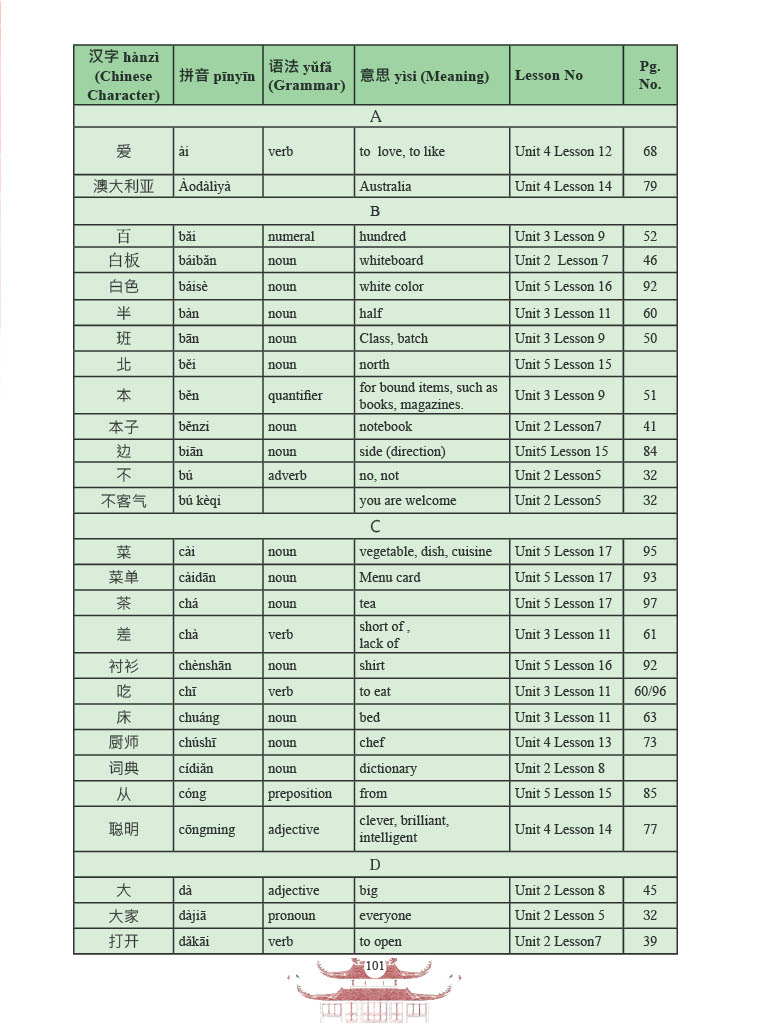 汉字 hànzì (Chinese Character) 拼音 pīnyīn 语法 yǔfǎ (Grammar) 意思 yìsi (Meaning) Lesson No Pg. No.
A
爱 ài verb to love, to like Unit 4 Lesson 12 68
澳大利亚 Àodàlìyà Australia Unit 4 Lesson 14 79
B
百 bǎi numeral hundred Unit 3 Lesson 9 52
白板 báibǎn noun whiteboard Unit 2 Lesson 7 46
白色 báisè noun white color Unit 5 Lesson 16 92
半 bàn noun half Unit 3 Lesson 11 60
班 bān noun Class, batch Unit 3 Lesson 9 50
北 běi noun north Unit 5 Lesson 15
本 běn quantifier for bound items, such as books, magazines. Unit 3 Lesson 9 51
本子 běnzi noun notebook Unit 2 Lesson7 41
边 biān noun side (direction) Unit5 Lesson 15 84
不 bú adverb no, not Unit 2 Lesson5 32
不客气 bú kèqi you are welcome Unit 2 Lesson5 32
C
菜 cài noun vegetable, dish, cuisine Unit 5 Lesson 17 95
菜单 càidān noun Menu card Unit 5 Lesson 17 93
茶 chá noun tea Unit 5 Lesson 17 97
差 chà verb short of , lack of Unit 3 Lesson 11 61
衬衫 chènshān noun shirt Unit 5 Lesson 16 92
吃 chī verb to eat Unit 3 Lesson 11 60/96
床 chuáng noun bed Unit 3 Lesson 11 63
厨师 chúshī noun chef Unit 4 Lesson 13 73
词典 cídiǎn noun dictionary Unit 2 Lesson 8
从 cóng preposition from Unit 5 Lesson 15 85
聪明 cōngming adjective clever, brilliant, intelligent Unit 4 Lesson 14 77
D
大 dà adjective big Unit 2 Lesson 8 45
大家 dàjiā pronoun everyone Unit 2 Lesson 5 32
打开 dǎkāi verb to open Unit 2 Lesson7 39
101